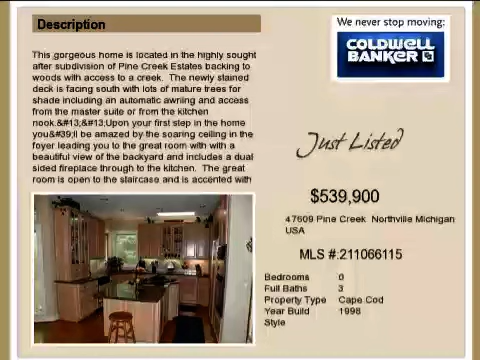 Description
This gorgeous home is located in the highly sought
after subdivision of Pine Creek Estates backing to
woods with access to a creek. The newly stained
deck is facing south with lots of mature trees for
shade including an automatic awning and access
from the master suite or from the kitchen
nook.&#13;&#13;Upon your first step in the home
you&#39;ll be amazed by the soaring ceiling in the
foyer leading you to the great room with with a
beautiful view of the backyard and includes a dual
sided fireplace through to the kitchen. The great
room is open to the staircase and is accented with
We never stop moving:
COLDWELL
BANKER CB
Just Listed
$539,900
47609 Pine Creek Northville Michigan
USA
MLS #:211066115
Bedrooms 0
Full Baths 3
Property Type Cape Cod
Year Build 1998
Style